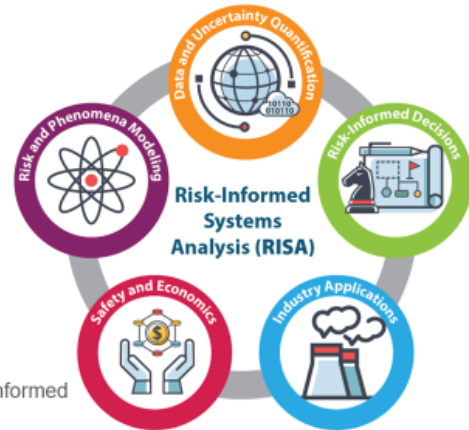 Data and Uncertainty Quantification
10110
010110
Risk and Phenomena Modeling
Risk-Informed Decisions
Risk-Informed
Systems
Analysis (RISA)
Safety and Economics
$
Industry Applications
nformed